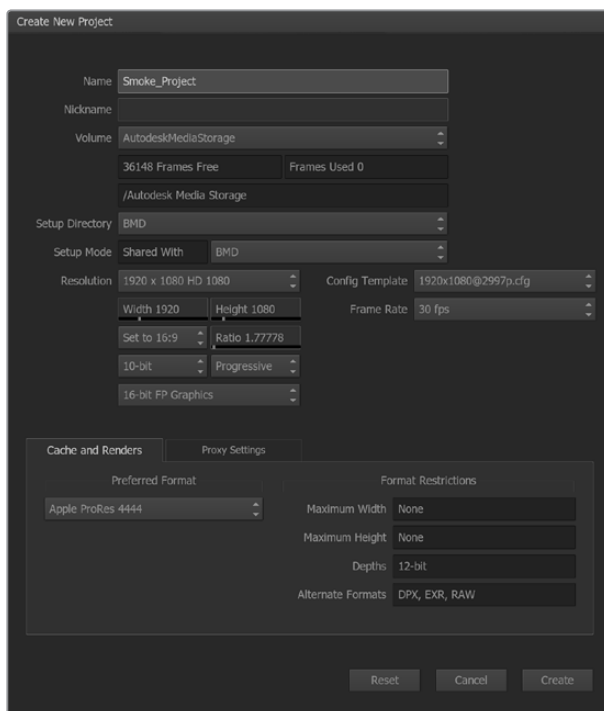 Create New Project
Name Smoke_Project
Nickname
Volume AutodeskMediaStorage
36148 Frames Free Frames Used 0
/Autodesk Media Storage
Setup Directory BMD
Setup Mode Shared With BMD
Resolution 1920 x 1080 HD 1080 Config Template 1920x1080@2997p.cfg
Width 1920 Height 1080 Frame Rate 30 fps
Set to 16:9 Ratio 1.77778
10-bit Progressive
16-bit FP Graphics
Cache and Renders Proxy Settings
Preferred Format Format Restrictions
Apple ProRes 4444 Maximum Width None
Maximum Height None
Depths 12-bit
Alternate Formats DPX, EXR, RAW
Reset Cancel Create